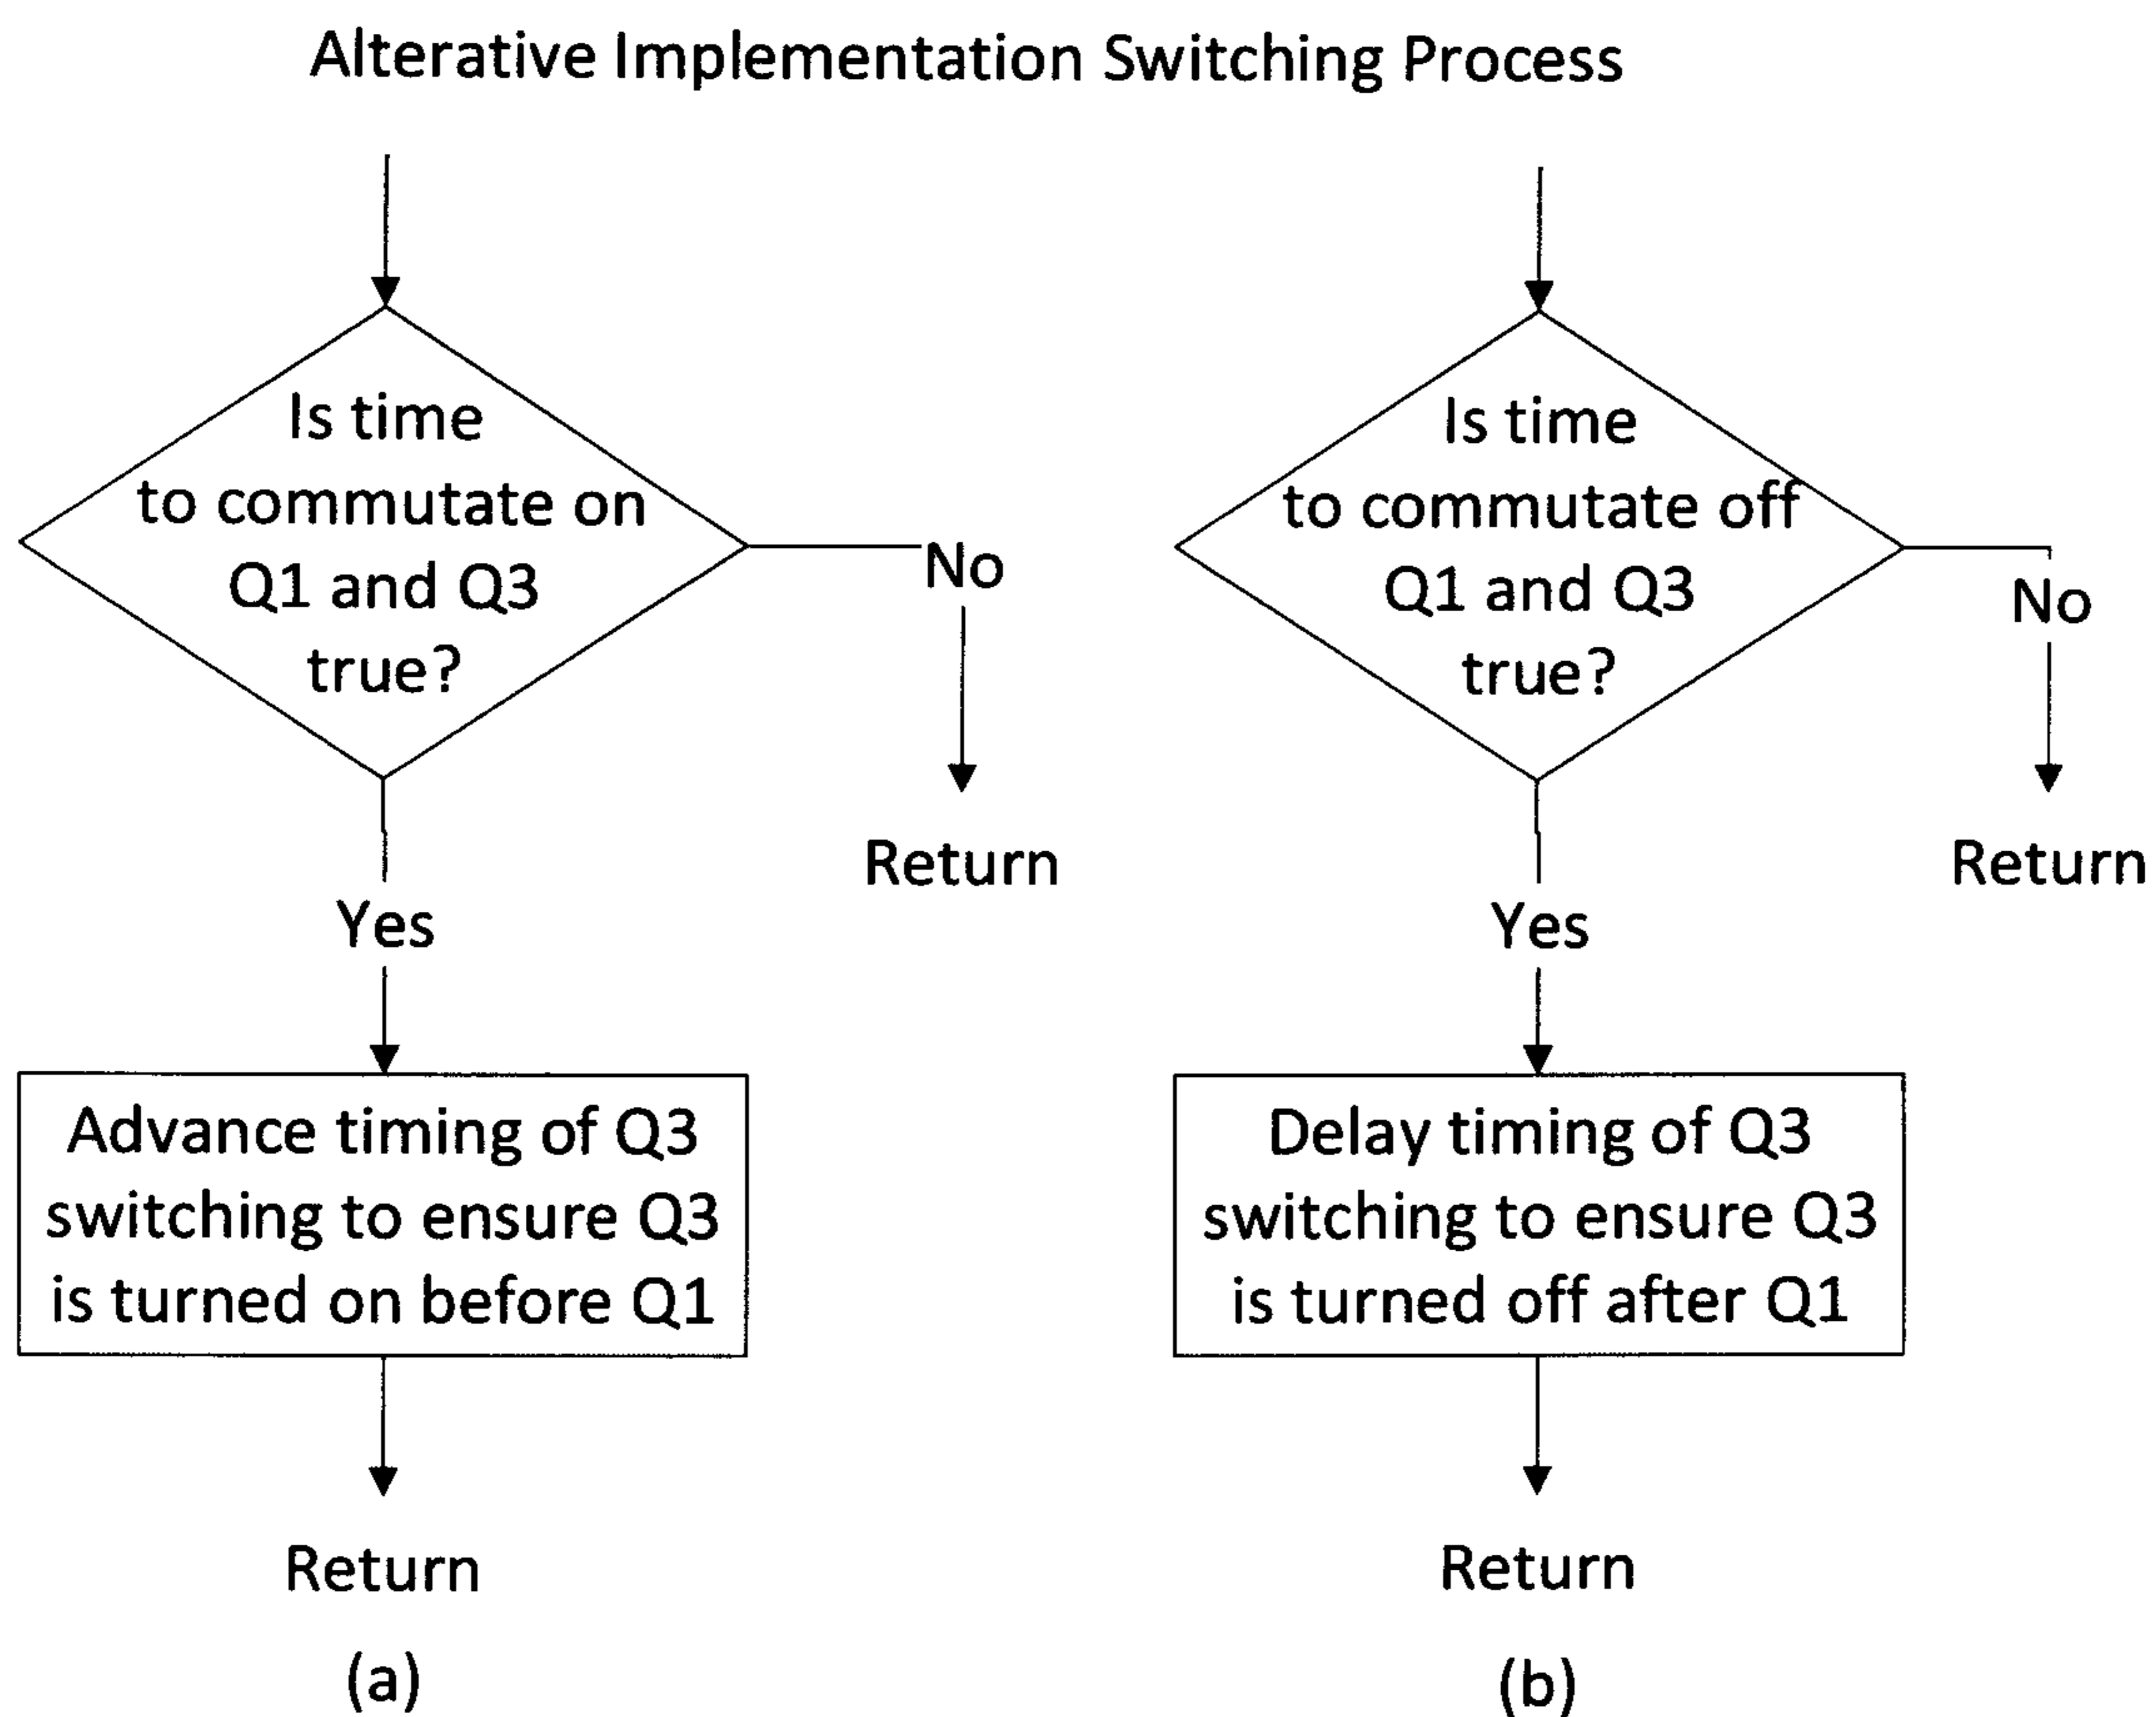 Alterative Implementation Switching Process
Is time
to commutate on
Q1 and Q3
true?
No
Return
Yes
Advance timing of Q3
switching to ensure Q3
is turned on before Q1
Return
(a)
Is time
to commutate off
Q1 and Q3
true?
No
Return
Yes
Delay timing of Q3
switching to ensure Q3
is turned off after Q1
Return
(b)